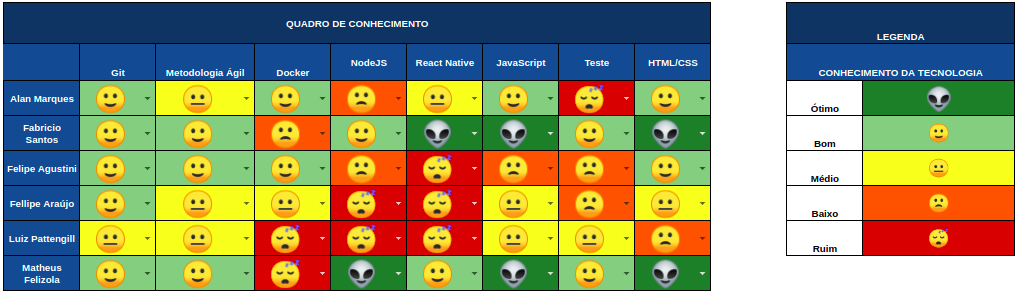 QUADRO DE CONHECIMENTO
Git Metodologia Ágil Docker NodeJS React Native JavaScript Teste HTML/CSS
Alan Marques
Fabricio
Santos
Felipe Agustini
Fellipe Araújo
Luiz Pattengill
Matheus
Felizola
LEGENDA
CONHECIMENTO DA TECNOLOGIA
Ótimo
Bom
Médio
Baixo
Ruim